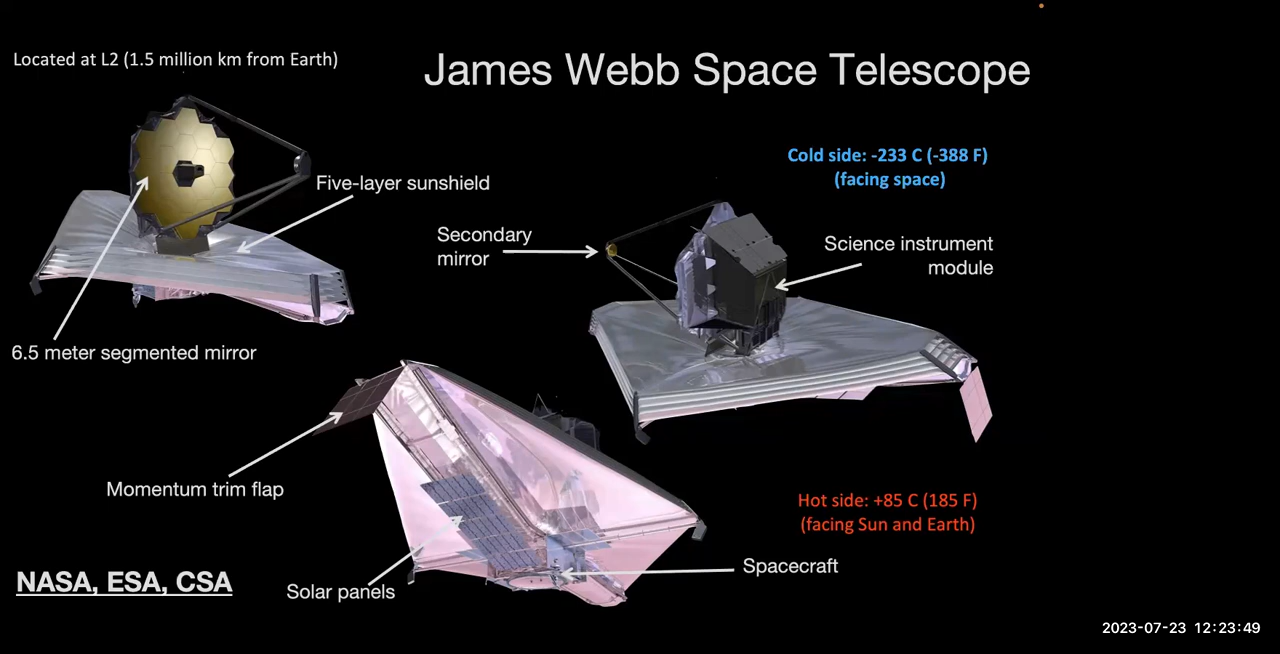 Located at L2 (1.5 million km from Earth)
James Webb Space Telescope
Cold side: -233 C (-388 F)
(facing space)
Five-layer sunshield
Secondary
mirror
Science instrument
module
6.5 meter segmented mirror
Momentum trim flap
Hot side: +85 C (185 F)
(facing Sun and Earth)
Spacecraft
NASA, ESA, CSA
Solar panels
2023-07-23 12:23:49